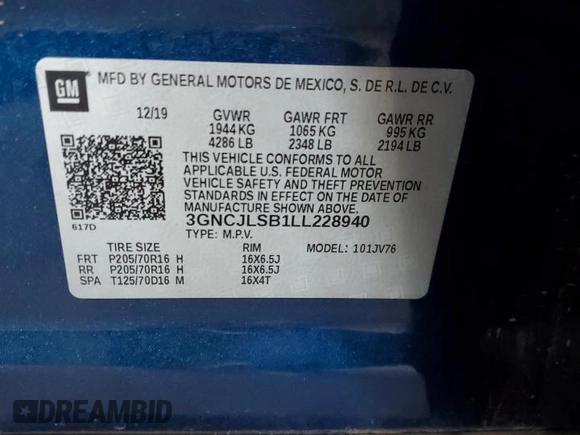 GM
MFD BY GENERAL MOTORS DE MEXICO, S. DE R.L. DE C.V.
12/19 GVWR GAWR FRT GAWR RR
1944 KG 1065 KG 995 KG
4286 LB 2348 LB 2194 LB
THIS VEHICLE CONFORMS TO ALL
APPLICABLE U.S. FEDERAL MOTOR
VEHICLE SAFETY AND THEFT PREVENTION
STANDARDS IN EFFECT ON THE DATE OF
MANUFACTURE SHOWN ABOVE.
3GNCJLSB1LL228940
617D TYPE: M.P.V. MODEL: 101JV76
TIRE SIZE RIM
FRT P205/70R16 H 16X6.5J
RR P205/70R16 H 16X6.5J
SPA T125/70D16 M 16X4T
DREAMBID